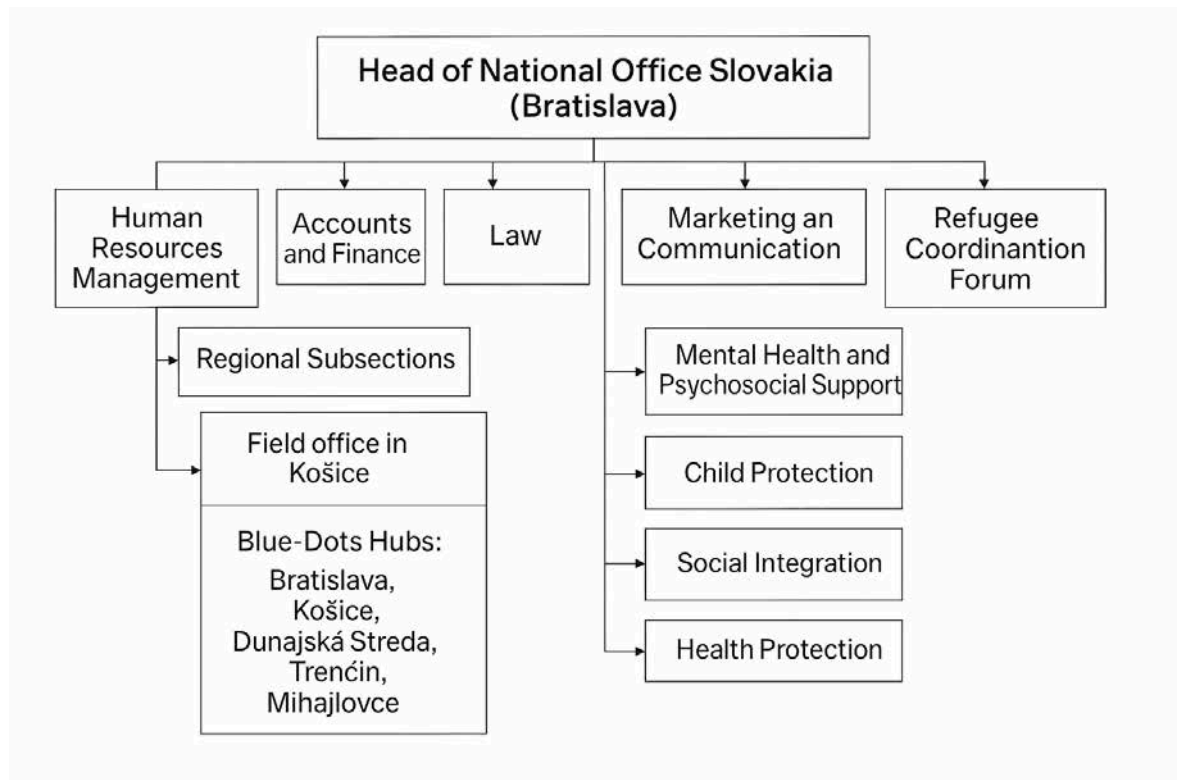 Head of National Office Slovakia
(Bratislava)
Human
Resources
Management
Accounts
and Finance
Law
Marketing an
Communication
Refugee
Coordinantion
Forum
Regional Subsections
Field office in
Košice
Blue-Dots Hubs:
Bratislava,
Košice,
Dunajská Streda,
Trenćin,
Mihajlovce
Mental Health and
Psychosocial Support
Child Protection
Social Integration
Health Protection